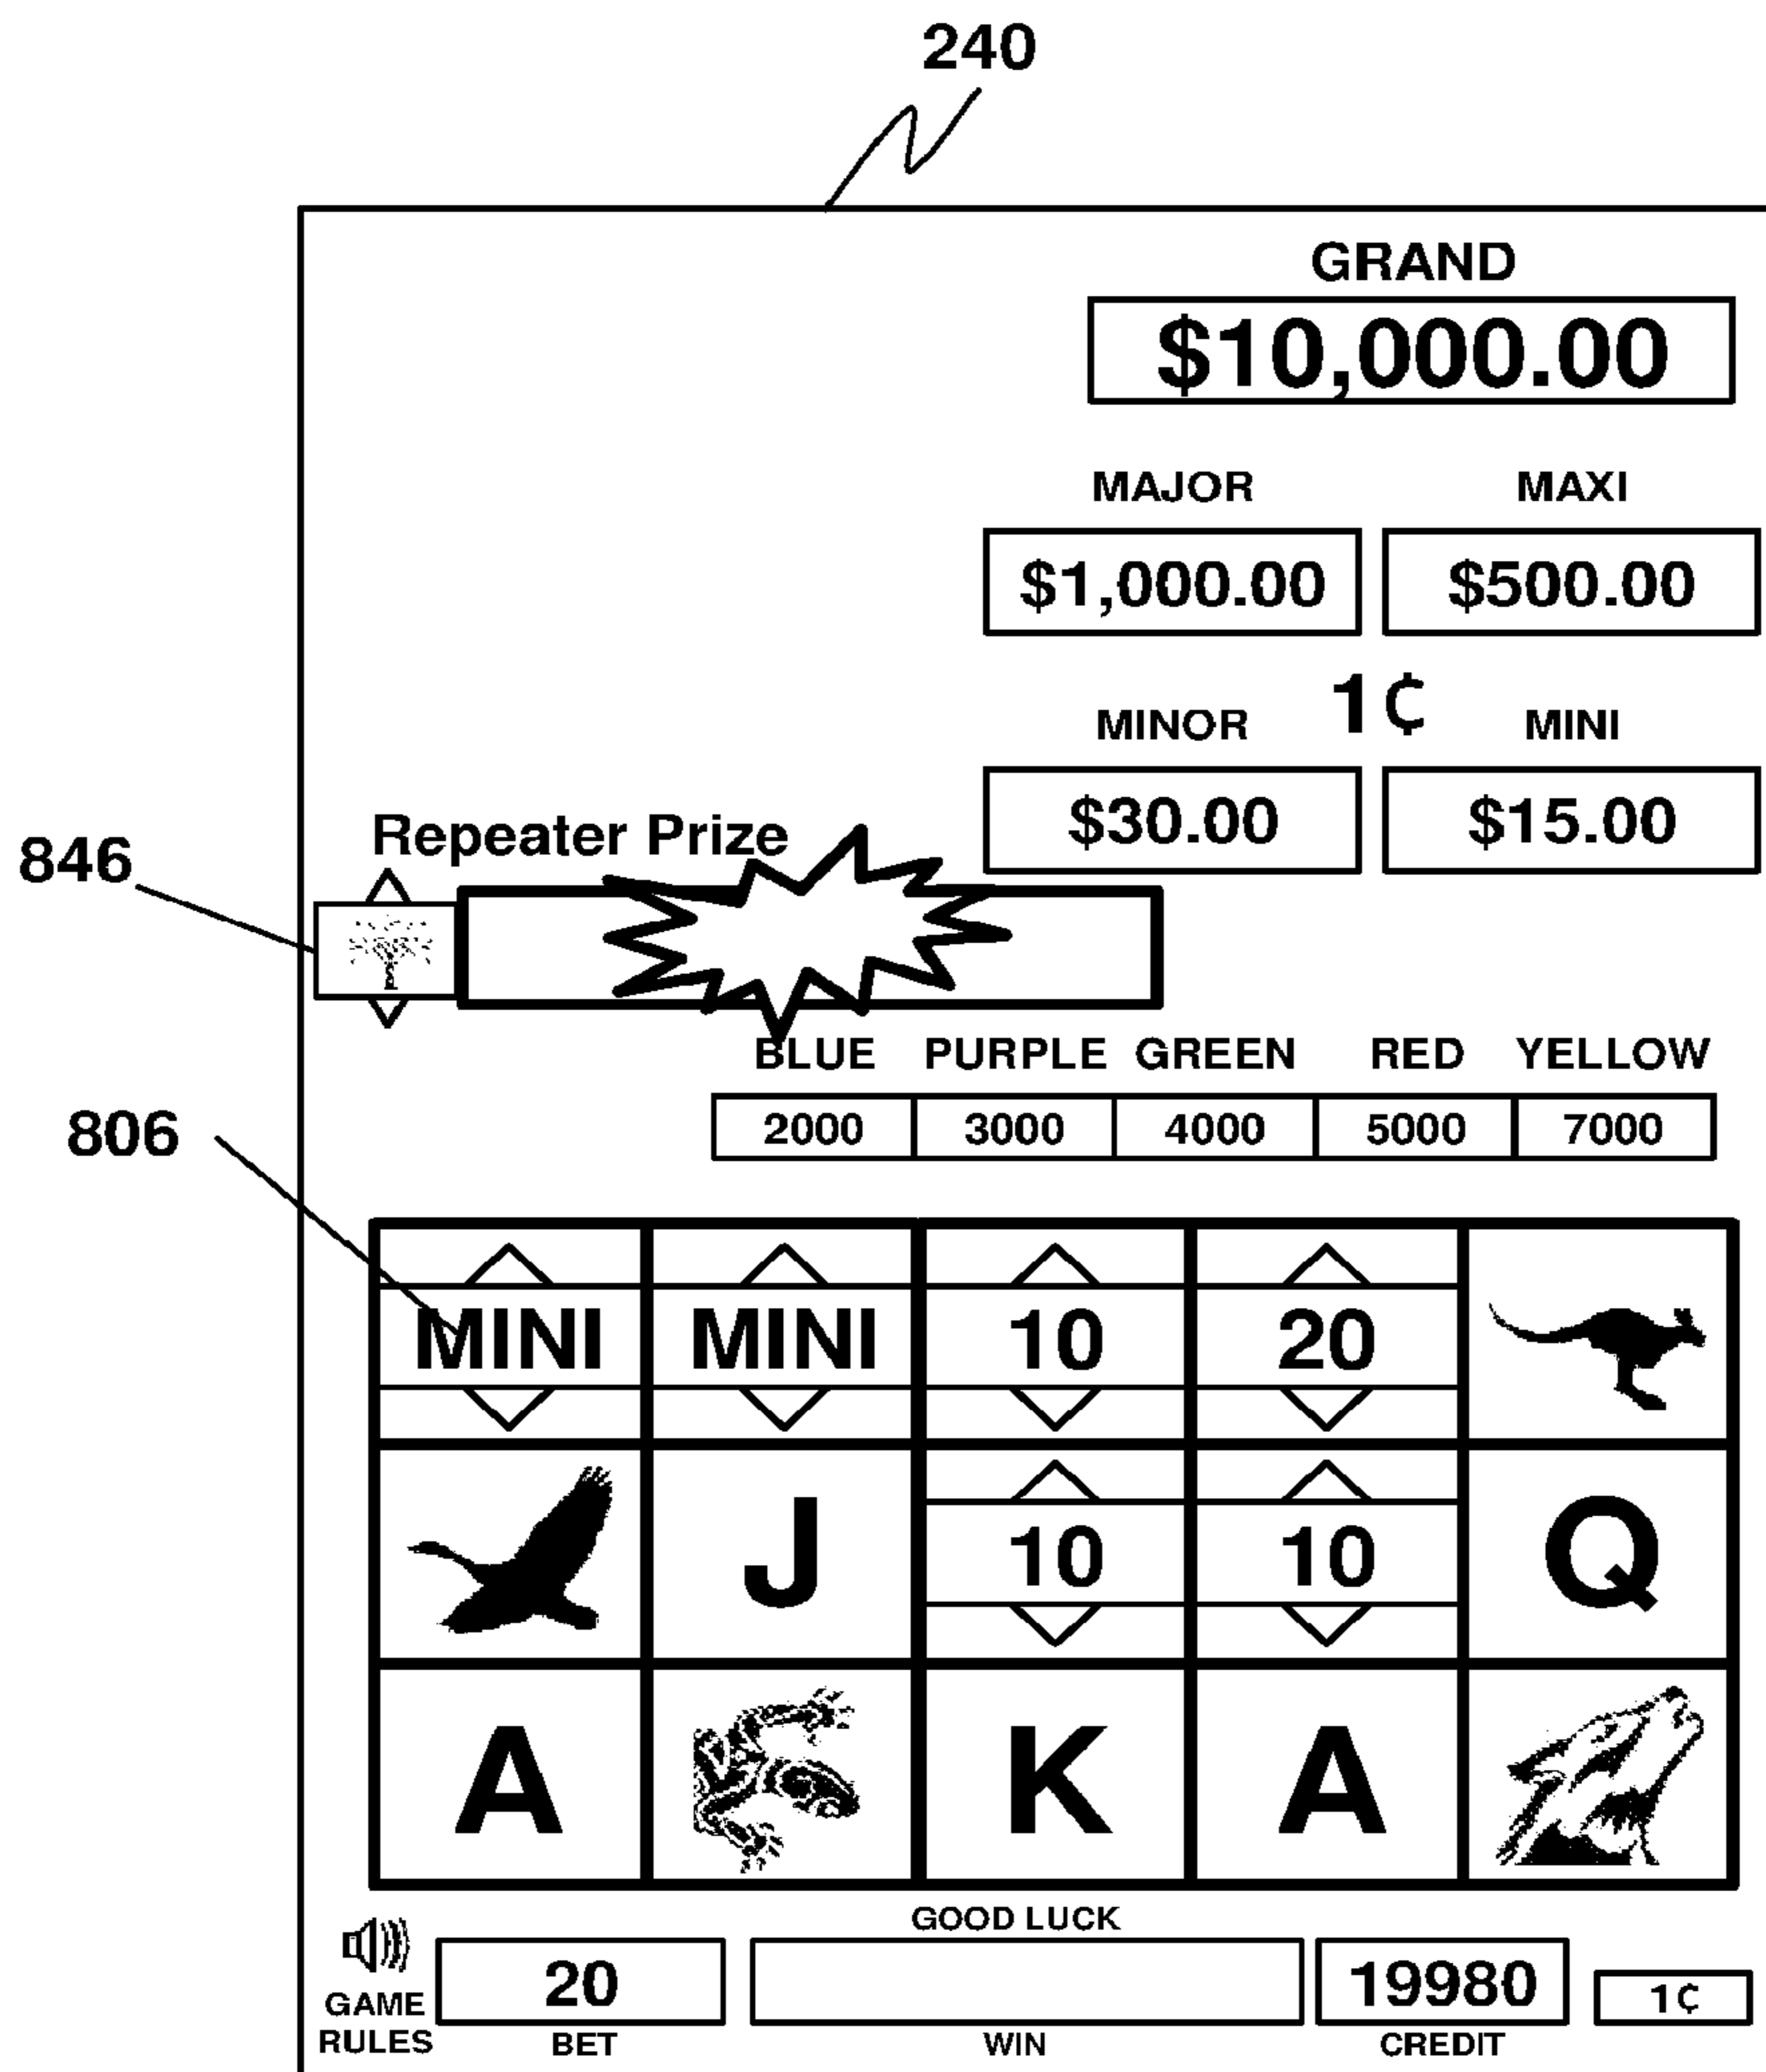 240
GRAND
$10,000.00
MAJOR MAXI
$1,000.00 $500.00
1¢
MINOR MINI
$30.00 $15.00
Repeater Prize
846
BLUE PURPLE GREEN RED YELLOW
2000 3000 4000 5000 7000
806
MINI MINI 10 20
J 10 10 Q
A K A
GOOD LUCK
20 19980 1¢
GAME
RULES BET WIN CREDIT